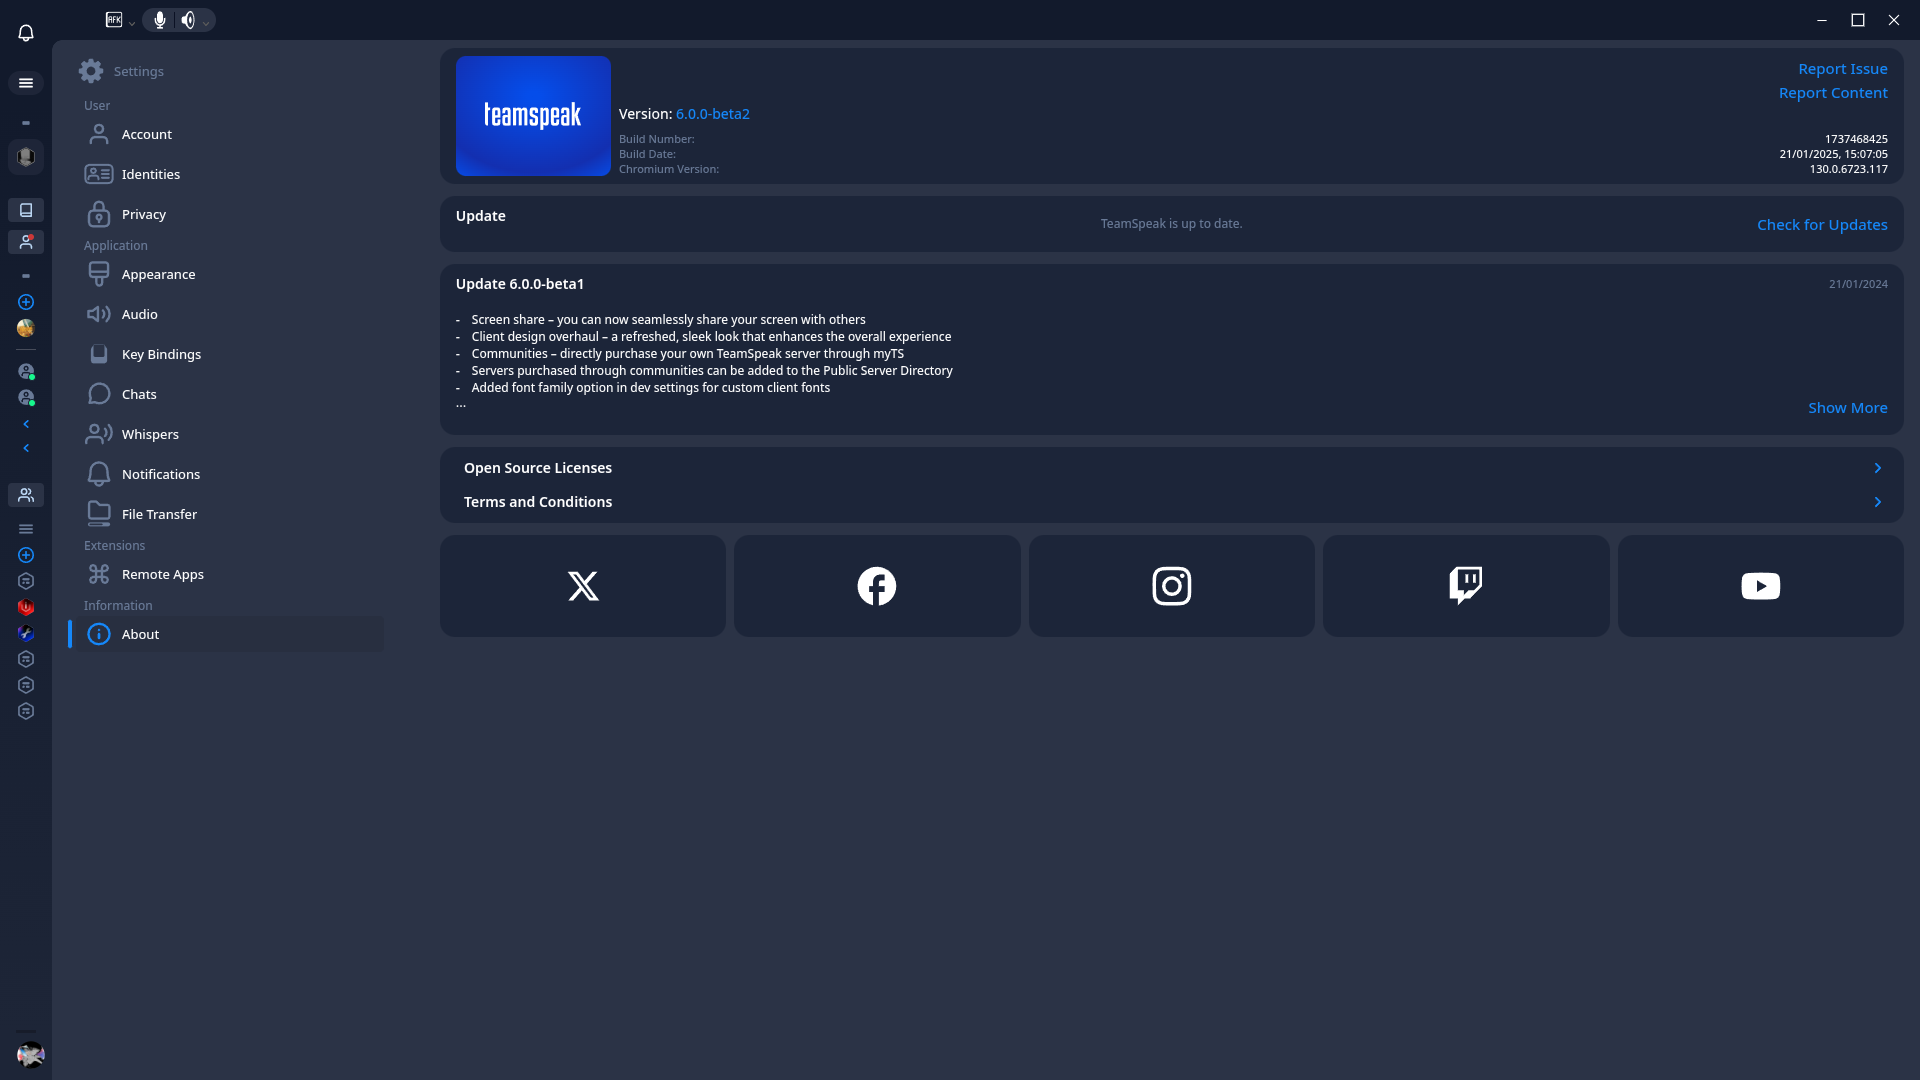 AFK
Settings
User
Account
Identities
Privacy
Application
Appearance
Audio
Key Bindings
Chats
Whispers
Notifications
File Transfer
Extensions
Remote Apps
Information
About
teamspeak
Version: 6.0.0-beta2
Build Number: 1737468425
Build Date: 21/01/2025, 15:07:05
Chromium Version: 130.0.6723.117
Report Issue
Report Content
Update
TeamSpeak is up to date.
Check for Updates
Update 6.0.0-beta1
21/01/2024
- Screen share – you can now seamlessly share your screen with others
- Client design overhaul – a refreshed, sleek look that enhances the overall experience
- Communities – directly purchase your own TeamSpeak server through myTS
- Servers purchased through communities can be added to the Public Server Directory
- Added font family option in dev settings for custom client fonts
...
Show More
Open Source Licenses
Terms and Conditions